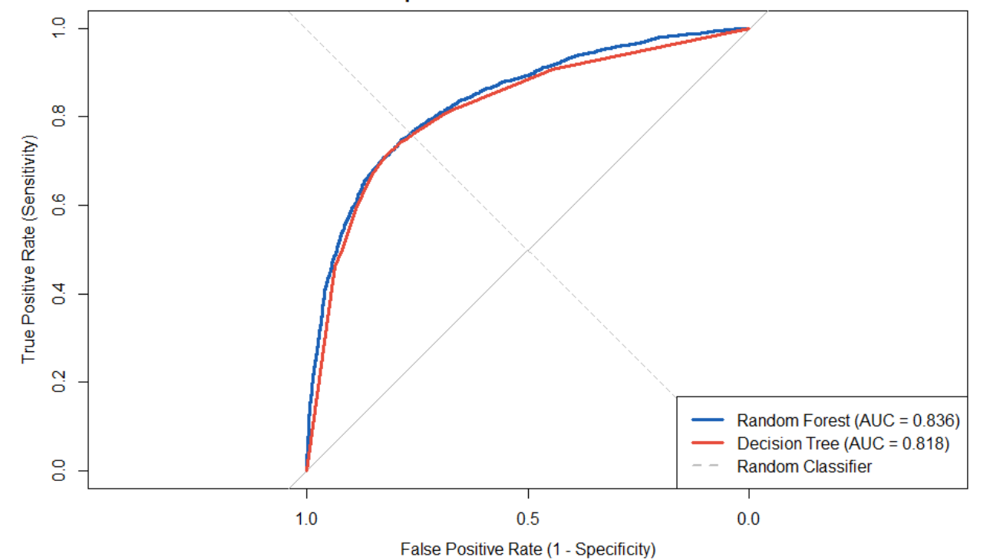 True Positive Rate (Sensitivity)
1.0
0.8
0.6
0.4
0.2
0.0
Random Forest (AUC = 0.836)
Decision Tree (AUC = 0.818)
Random Classifier
1.0 0.5 0.0
False Positive Rate (1 - Specificity)